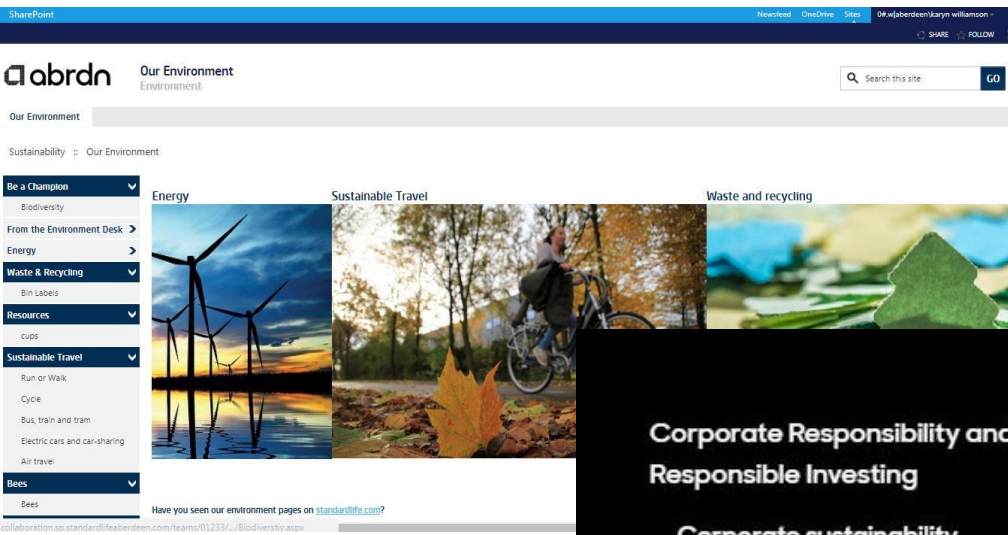 SharePoint
Newsfeed OneDrive Sites 0#.w|aberdeen\karyn williamson
SHARE FOLLOW
abrdn
Our Environment
Environment
Search this site GO
Our Environment
Sustainability :: Our Environment
Be a Champion
Biodiversity
From the Environment Desk
Energy
Waste & Recycling
Bin Labels
Resources
cups
Sustainable Travel
Run or Walk
Cycle
Bus, train and tram
Electric cars and car-sharing
Air travel
Bees
Bees
Energy
Sustainable Travel
Waste and recycling
Have you seen our environment pages on standardlife.com?
collaboration.sp.standardlifeaberdeen.com/teams/01233/.../Biodiverstiy.aspx
Corporate Responsibility and
Responsible Investing
Corporate sustainability